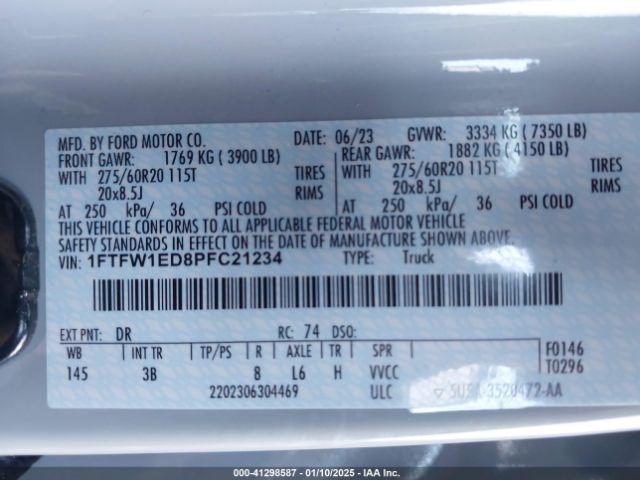 MFD. BY FORD MOTOR CO. DATE: 06/23 GVWR: 3334 KG ( 7350 LB)
FRONT GAWR: 1769 KG ( 3900 LB) REAR GAWR: 1882 KG ( 4150 LB)
WITH 275/60R20 115T TIRES WITH 275/60R20 115T TIRES
20x8.5J RIMS 20x8.5J RIMS
AT 250 kPa/ 36 PSI COLD AT 250 kPa/ 36 PSI COLD
THIS VEHICLE CONFORMS TO ALL APPLICABLE FEDERAL MOTOR VEHICLE
SAFETY STANDARDS IN EFFECT ON THE DATE OF MANUFACTURE SHOWN ABOVE.
VIN: 1FTFW1ED8PFC21234 TYPE: Truck
EXT PNT: DR RC: 74 DSO:
WB INT TR TP/PS R AXLE TR SPR F0146
145 3B 8 L6 H VVCC T0296
2202306304469 ULC 5U5A-3520472-AA
000-41298587 - 01/10/2025 - IAA Inc.